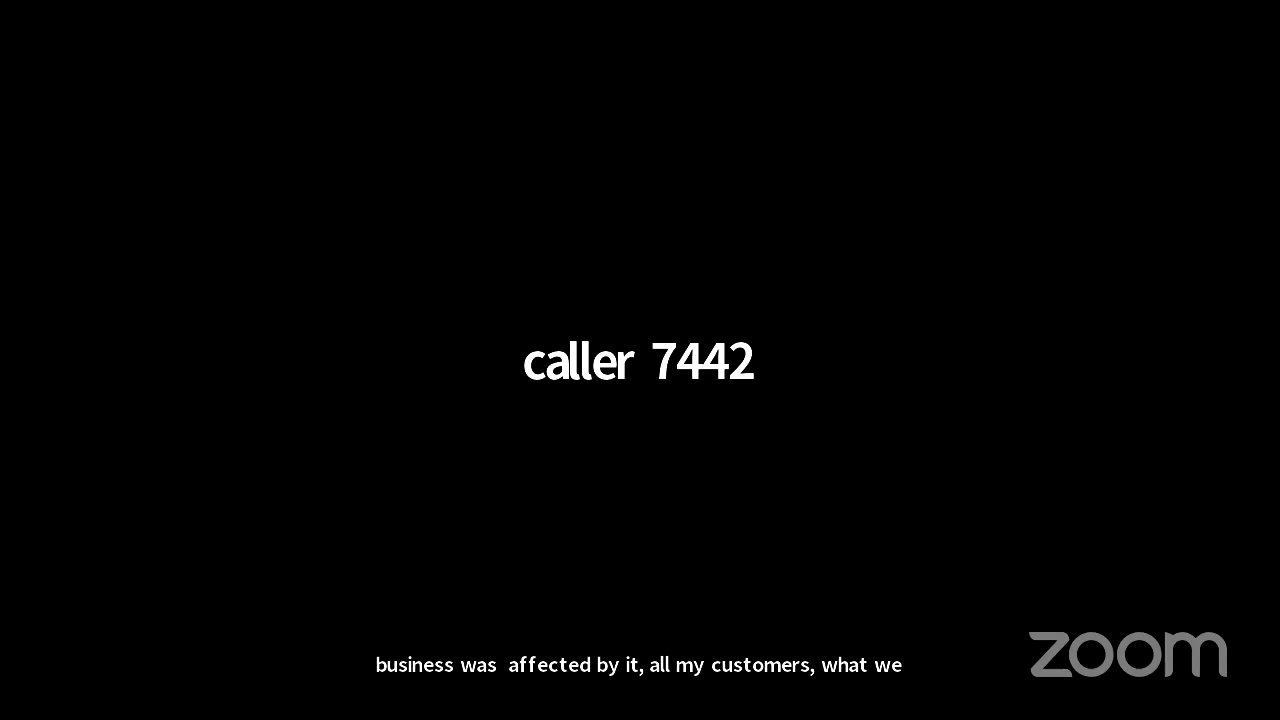 caller 7442
business was affected by it, all my customers, what we
zoom